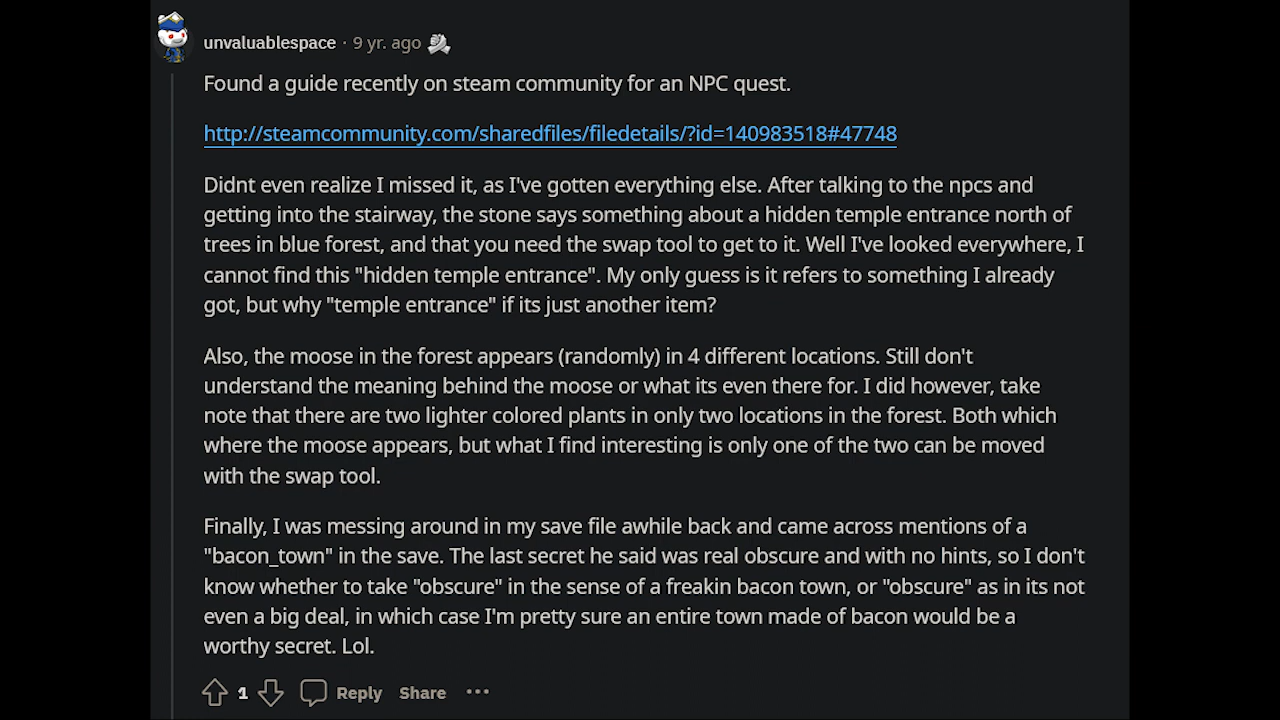 unvaluablespace · 9 yr. ago
Found a guide recently on steam community for an NPC quest.
http://steamcommunity.com/sharedfiles/filedetails/?id=140983518#47748
Didnt even realize I missed it, as I've gotten everything else. After talking to the npcs and
getting into the stairway, the stone says something about a hidden temple entrance north of
trees in blue forest, and that you need the swap tool to get to it. Well I've looked everywhere, I
cannot find this "hidden temple entrance". My only guess is it refers to something I already
got, but why "temple entrance" if its just another item?
Also, the moose in the forest appears (randomly) in 4 different locations. Still don't
understand the meaning behind the moose or what its even there for. I did however, take
note that there are two lighter colored plants in only two locations in the forest. Both which
where the moose appears, but what I find interesting is only one of the two can be moved
with the swap tool.
Finally, I was messing around in my save file awhile back and came across mentions of a
"bacon_town" in the save. The last secret he said was real obscure and with no hints, so I don't
know whether to take "obscure" in the sense of a freakin bacon town, or "obscure" as in its not
even a big deal, in which case I'm pretty sure an entire town made of bacon would be a
worthy secret. Lol.
1 Reply Share ···